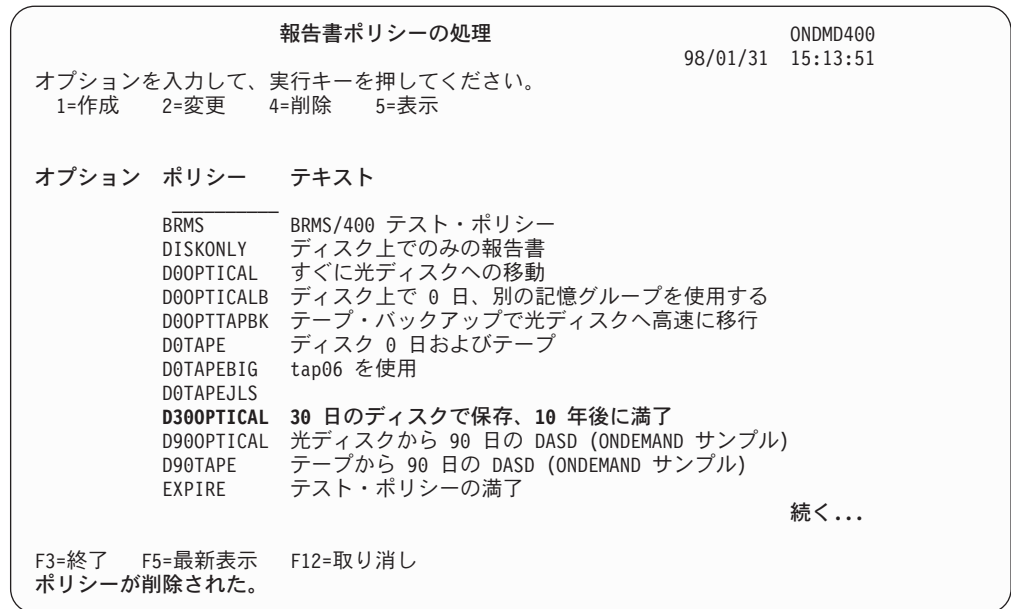 報告書ポリシーの処理 ONDMD400
98/01/31 15:13:51
オプションを入力して、実行キーを押してください。
1=作成 2=変更 4=削除 5=表示
オプション ポリシー テキスト
__________
BRMS BRMS/400 テスト・ポリシー
DISKONLY ディスク上でのみの報告書
D0OPTICAL すぐに光ディスクへの移動
D0OPTICALB ディスク上で 0 日、別の記憶グループを使用する
D0OPTTAPBK テープ・バックアップで光ディスクへ高速に移行
D0TAPE ディスク 0 日およびテープ
D0TAPEBIG tap06 を使用
D0TAPEJLS
D30OPTICAL 30 日のディスクで保存、10 年後に満了
D90OPTICAL 光ディスクから 90 日の DASD (ONDEMAND サンプル)
D90TAPE テープから 90 日の DASD (ONDEMAND サンプル)
EXPIRE テスト・ポリシーの満了
続く...
F3=終了 F5=最新表示 F12=取り消し
ポリシーが削除された。